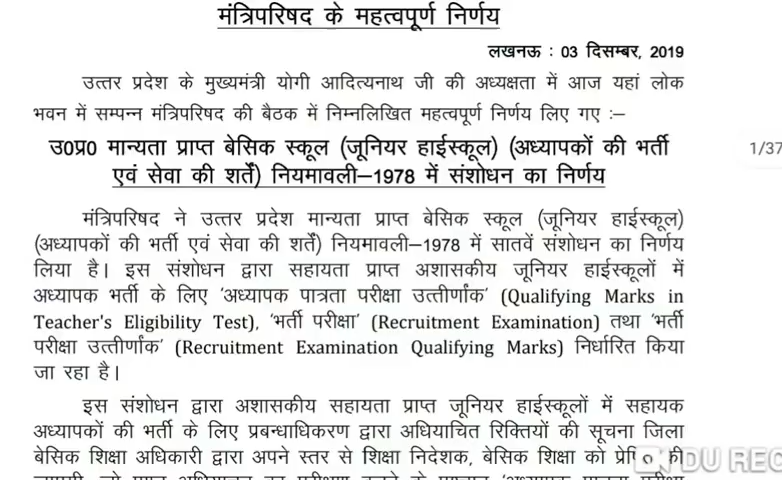 मंत्रिपरिषद के महत्वपूर्ण निर्णय
लखनऊ : 03 दिसम्बर, 2019
उत्तर प्रदेश के मुख्यमंत्री योगी आदित्यनाथ जी की अध्यक्षता में आज यहां लोक
भवन में सम्पन्न मंत्रिपरिषद की बैठक में निम्नलिखित महत्वपूर्ण निर्णय लिए गए :–
उ0प्र0 मान्यता प्राप्त बेसिक स्कूल (जूनियर हाईस्कूल) (अध्यापकों की भर्ती
एवं सेवा की शर्तें) नियमावली–1978 में संशोधन का निर्णय
1/37
मंत्रिपरिषद ने उत्तर प्रदेश मान्यता प्राप्त बेसिक स्कूल (जूनियर हाईस्कूल)
(अध्यापकों की भर्ती एवं सेवा की शर्तें) नियमावली–1978 में सातवें संशोधन का निर्णय
लिया है। इस संशोधन द्वारा सहायता प्राप्त अशासकीय जूनियर हाईस्कूलों में
अध्यापक भर्ती के लिए 'अध्यापक पात्रता परीक्षा उत्तीर्णांक' (Qualifying Marks in
Teacher's Eligibility Test), 'भर्ती परीक्षा' (Recruitment Examination) तथा 'भर्ती
परीक्षा उत्तीर्णांक' (Recruitment Examination Qualifying Marks) निर्धारित किया
जा रहा है।
इस संशोधन द्वारा अशासकीय सहायता प्राप्त जूनियर हाईस्कूलों में सहायक
अध्यापकों की भर्ती के लिए प्रबन्धाधिकरण द्वारा अधियाचित रिक्तियों की सूचना जिला
बेसिक शिक्षा अधिकारी द्वारा अपने स्तर से शिक्षा निदेशक, बेसिक शिक्षा को प्रेषित की
DU REC